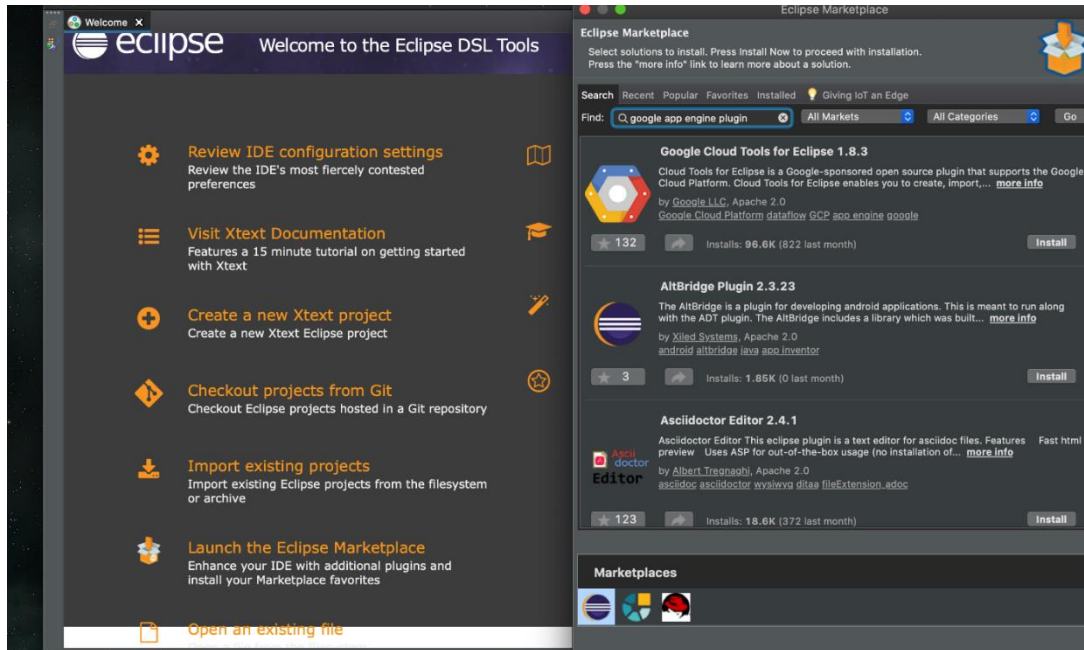 Welcome
eclipse
Welcome to the Eclipse DSL Tools
Review IDE configuration settings
Review the IDE's most fiercely contested
preferences
Visit Xtext Documentation
Features a 15 minute tutorial on getting started
with Xtext
Create a new Xtext project
Create a new Xtext Eclipse project
Checkout projects from Git
Checkout Eclipse projects hosted in a Git repository
Import existing projects
Import existing Eclipse projects from the filesystem
or archive
Launch the Eclipse Marketplace
Enhance your IDE with additional plugins and
install your Marketplace favorites
Open an existing file
Eclipse Marketplace
Eclipse Marketplace
Select solutions to install. Press Install Now to proceed with installation.
Press the "more info" link to learn more about a solution.
Search Recent Popular Favorites Installed Giving IoT an Edge
Find: google app engine plugin All Markets All Categories Go
Google Cloud Tools for Eclipse 1.8.3
Cloud Tools for Eclipse is a Google-sponsored open source plugin that supports the Google
Cloud Platform. Cloud Tools for Eclipse enables you to create, import,... more info
by Google LLC, Apache 2.0
Google Cloud Platform dataflow GCP app engine google
132 Installs: 96.6K (822 last month) Install
AltBridge Plugin 2.3.23
The AltBridge is a plugin for developing android applications. This is meant to run along
with the ADT plugin. The AltBridge includes a library which was built... more info
by Xiled Systems, Apache 2.0
android altbridge java app inventor
3 Installs: 1.85K (0 last month) Install
Asciidoctor Editor 2.4.1
Ascii
doctor
Editor
Asciidoctor Editor This eclipse plugin is a text editor for asciidoc files. Features Fast html
preview Uses ASP for out-of-the-box usage (no installation of... more info
by Albert Tregnaghi, Apache 2.0
asciidoc asciidoctor wysiwyg ditaa fileExtension_adoc
123 Installs: 18.6K (372 last month) Install
Marketplaces